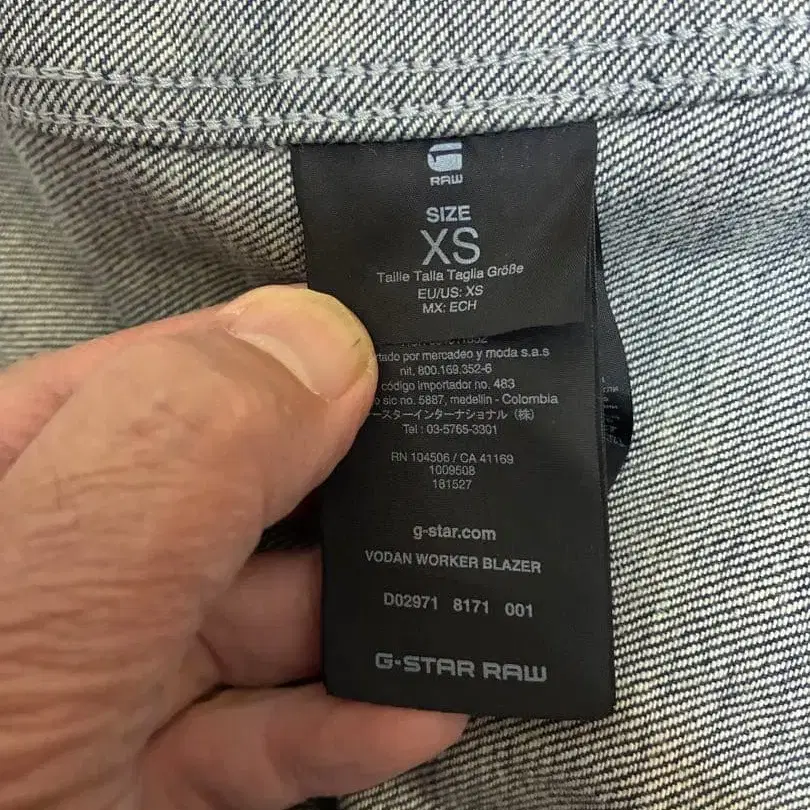 RAW
SIZE
XS
Taille Talla Taglia Größe
EU/US: XS
MX: ECH
rtado por mercadeo y moda s.a.s
nit. 800.169.352-6
código importador no. 483
o sic no. 5887, medellin - Colombia
ースターインターナショナル（株）
Tel : 03-5765-3301
RN 104506 / CA 41169
1009508
181527
g-star.com
VODAN WORKER BLAZER
D02971 8171 001
G-STAR RAW